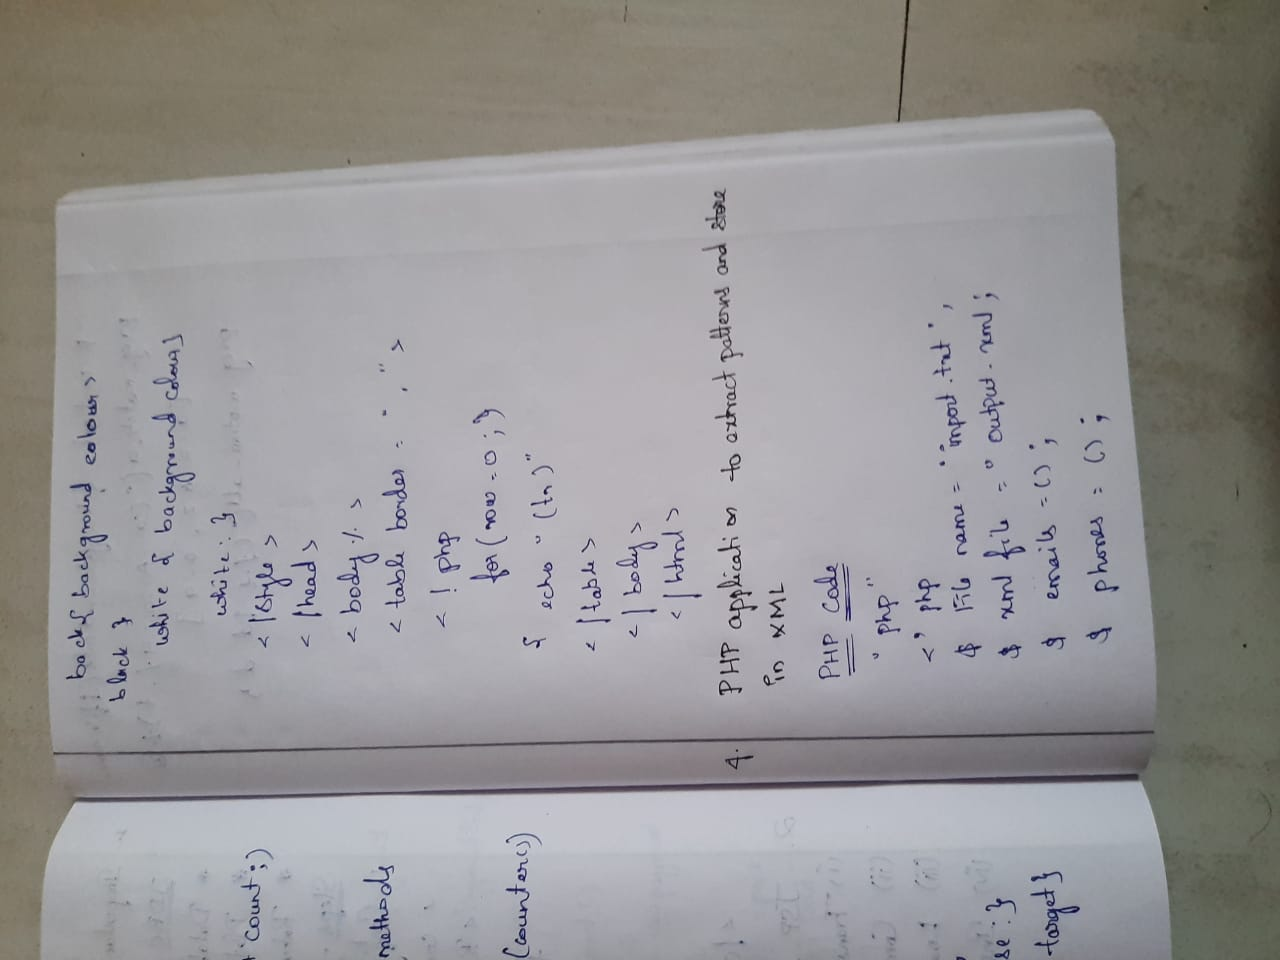 back{ background colour>
black }
white { background colour}
white : }
</style>
</head>
<body/.>
<table border = " , ">
<! php
for(row = 0 ; }
{ echo " (tr)"
</table>
</body>
</html>
4. PHP application to extract patterns and store
in XML
PHP Code
" php"
<? php
$ File name = " import.txt" ,
$ xml file = " output.xml ;
$ emails = () ;
$ phones = () ;
count ;)
methods
(counter()
se : }
target }